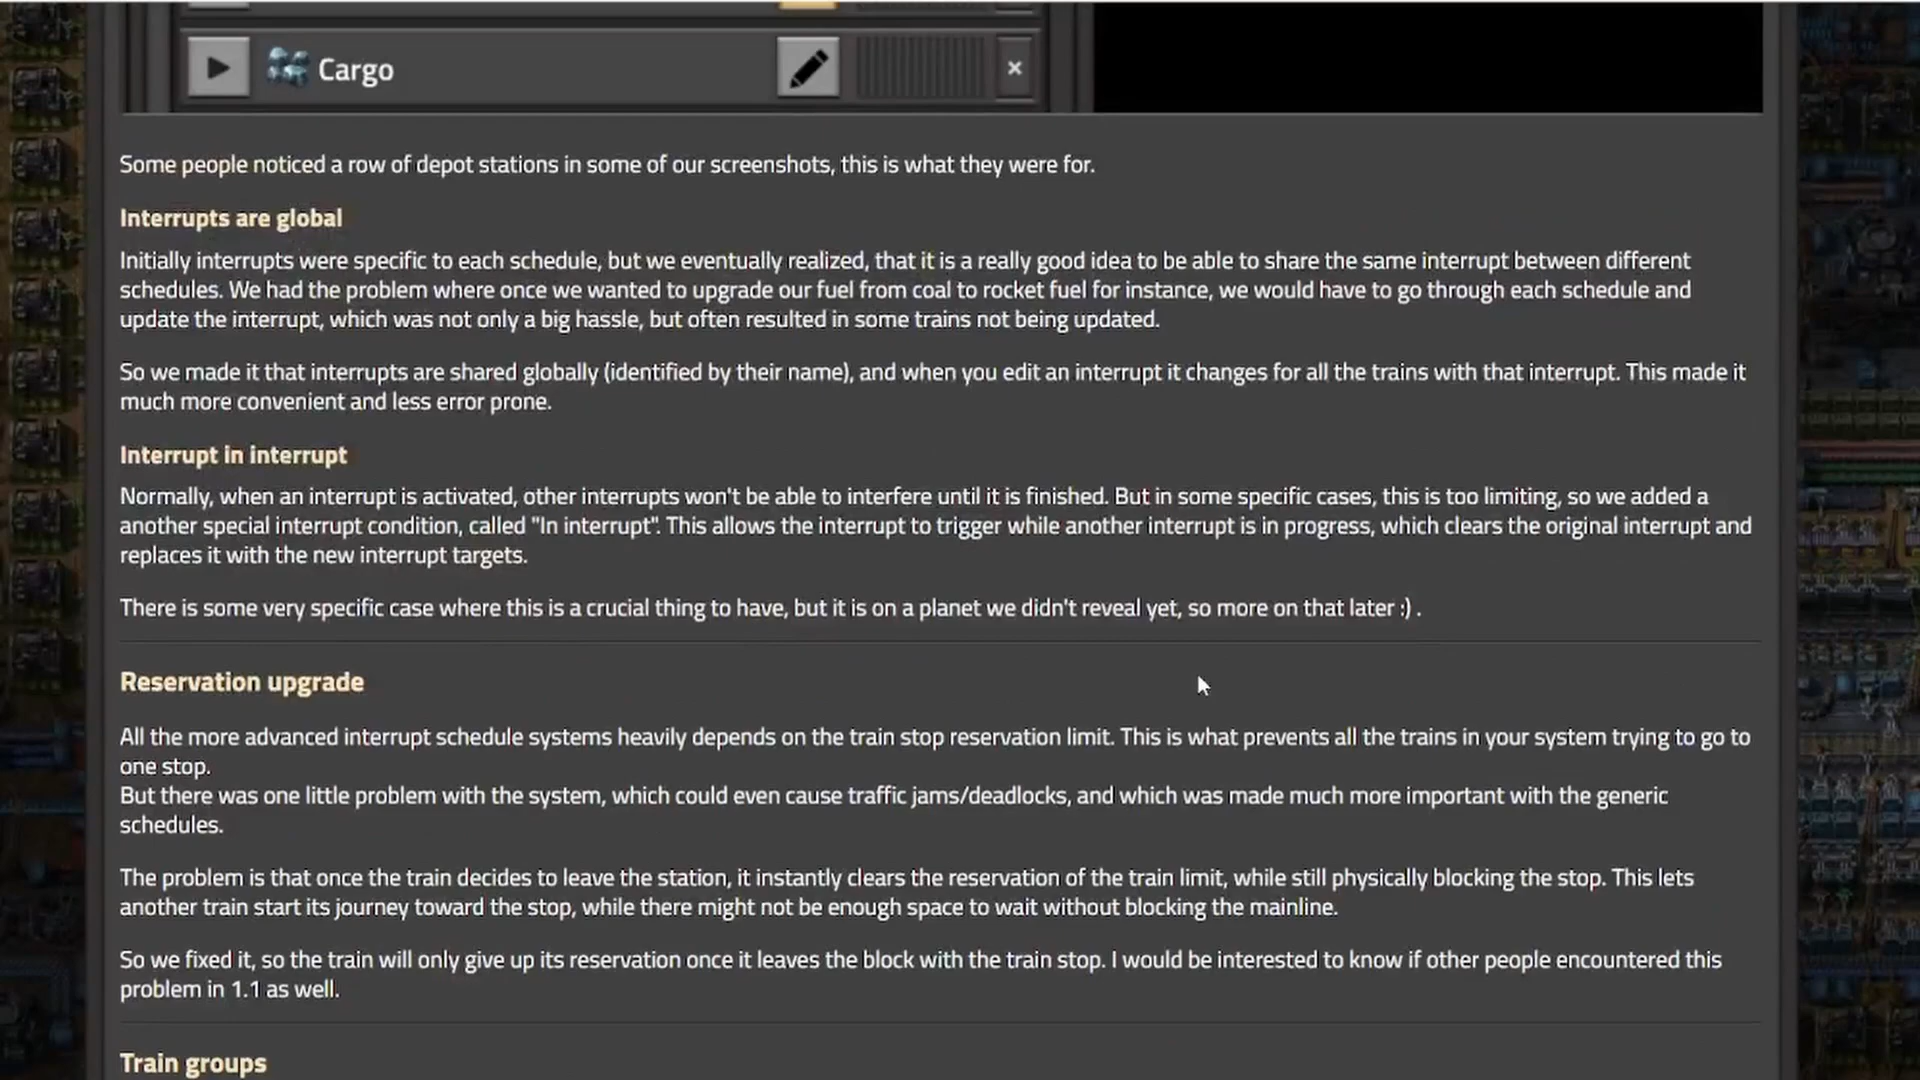 Cargo
Some people noticed a row of depot stations in some of our screenshots, this is what they were for.
Interrupts are global
Initially interrupts were specific to each schedule, but we eventually realized, that it is a really good idea to be able to share the same interrupt between different
schedules. We had the problem where once we wanted to upgrade our fuel from coal to rocket fuel for instance, we would have to go through each schedule and
update the interrupt, which was not only a big hassle, but often resulted in some trains not being updated.
So we made it that interrupts are shared globally (identified by their name), and when you edit an interrupt it changes for all the trains with that interrupt. This made it
much more convenient and less error prone.
Interrupt in interrupt
Normally, when an interrupt is activated, other interrupts won't be able to interfere until it is finished. But in some specific cases, this is too limiting, so we added a
another special interrupt condition, called "In interrupt". This allows the interrupt to trigger while another interrupt is in progress, which clears the original interrupt and
replaces it with the new interrupt targets.
There is some very specific case where this is a crucial thing to have, but it is on a planet we didn't reveal yet, so more on that later :) .
Reservation upgrade
All the more advanced interrupt schedule systems heavily depends on the train stop reservation limit. This is what prevents all the trains in your system trying to go to
one stop.
But there was one little problem with the system, which could even cause traffic jams/deadlocks, and which was made much more important with the generic
schedules.
The problem is that once the train decides to leave the station, it instantly clears the reservation of the train limit, while still physically blocking the stop. This lets
another train start its journey toward the stop, while there might not be enough space to wait without blocking the mainline.
So we fixed it, so the train will only give up its reservation once it leaves the block with the train stop. I would be interested to know if other people encountered this
problem in 1.1 as well.
Train groups